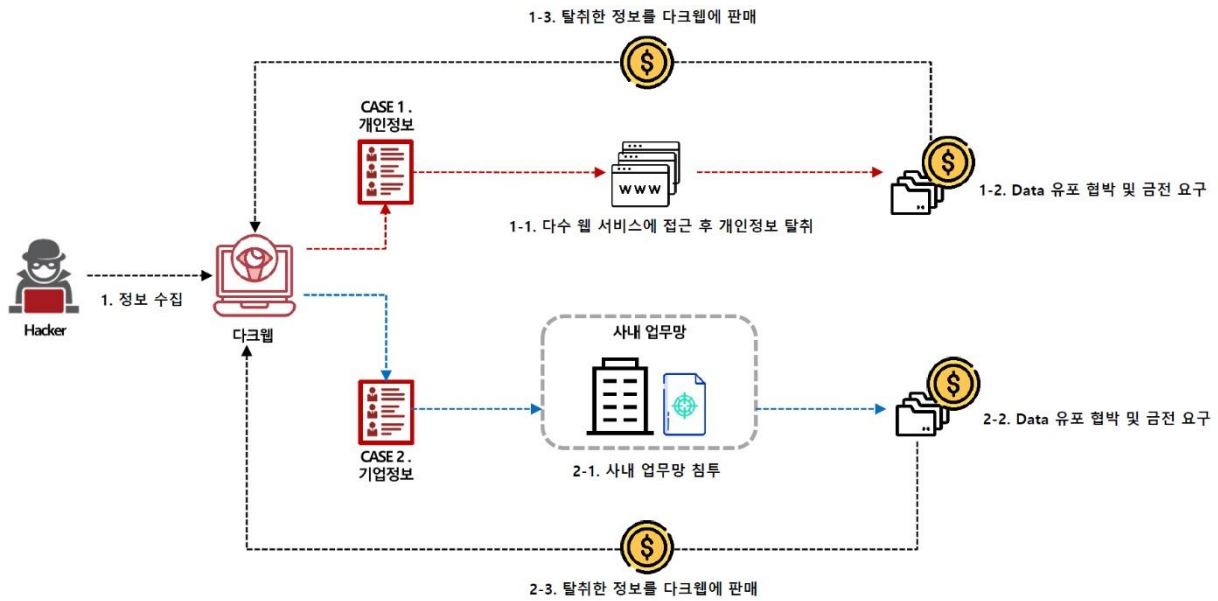 1-3. 탈취한 정보를 다크웹에 판매
CASE 1 .
개인정보
WWW
1-1. 다수 웹 서비스에 접근 후 개인정보 탈취
1-2. Data 유포 협박 및 금전 요구
1. 정보 수집
Hacker
다크웹
사내 업무망
CASE 2 .
기업정보
2-1. 사내 업무망 침투
2-2. Data 유포 협박 및 금전 요구
2-3. 탈취한 정보를 다크웹에 판매